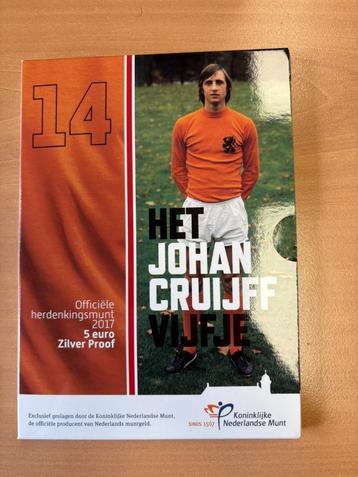 14
HET
JOHAN
CRUIJFF
VIJFJE
Officiële
herdenkingsmunt
2017
5 euro
Zilver Proof
Exclusief geslagen door de Koninklijke Nederlandse Munt,
de officiële producent van Nederlands muntgeld.
SINDS 1567
Koninklijke
Nederlandse Munt